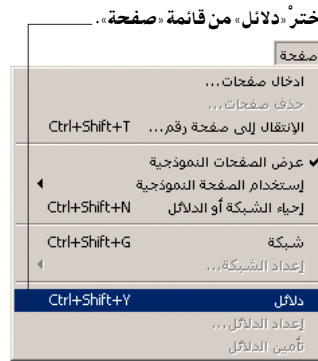 خترْ «دلائل» من قائمة «صفحة».
صفحة
ادخال صفحات...
حذف صفحات...
الإنتقال إلى صفحة رقم... Ctrl+Shift+T
عرض الصفحات النموذجية
إستخدام الصفحة النموذجية
إحياء الشبكة أو الدلائل Ctrl+Shift+N
شبكة Ctrl+Shift+G
إعداد الشبكة...
دلائل Ctrl+Shift+Y
إعداد الدلائل...
تأمين الدلائل